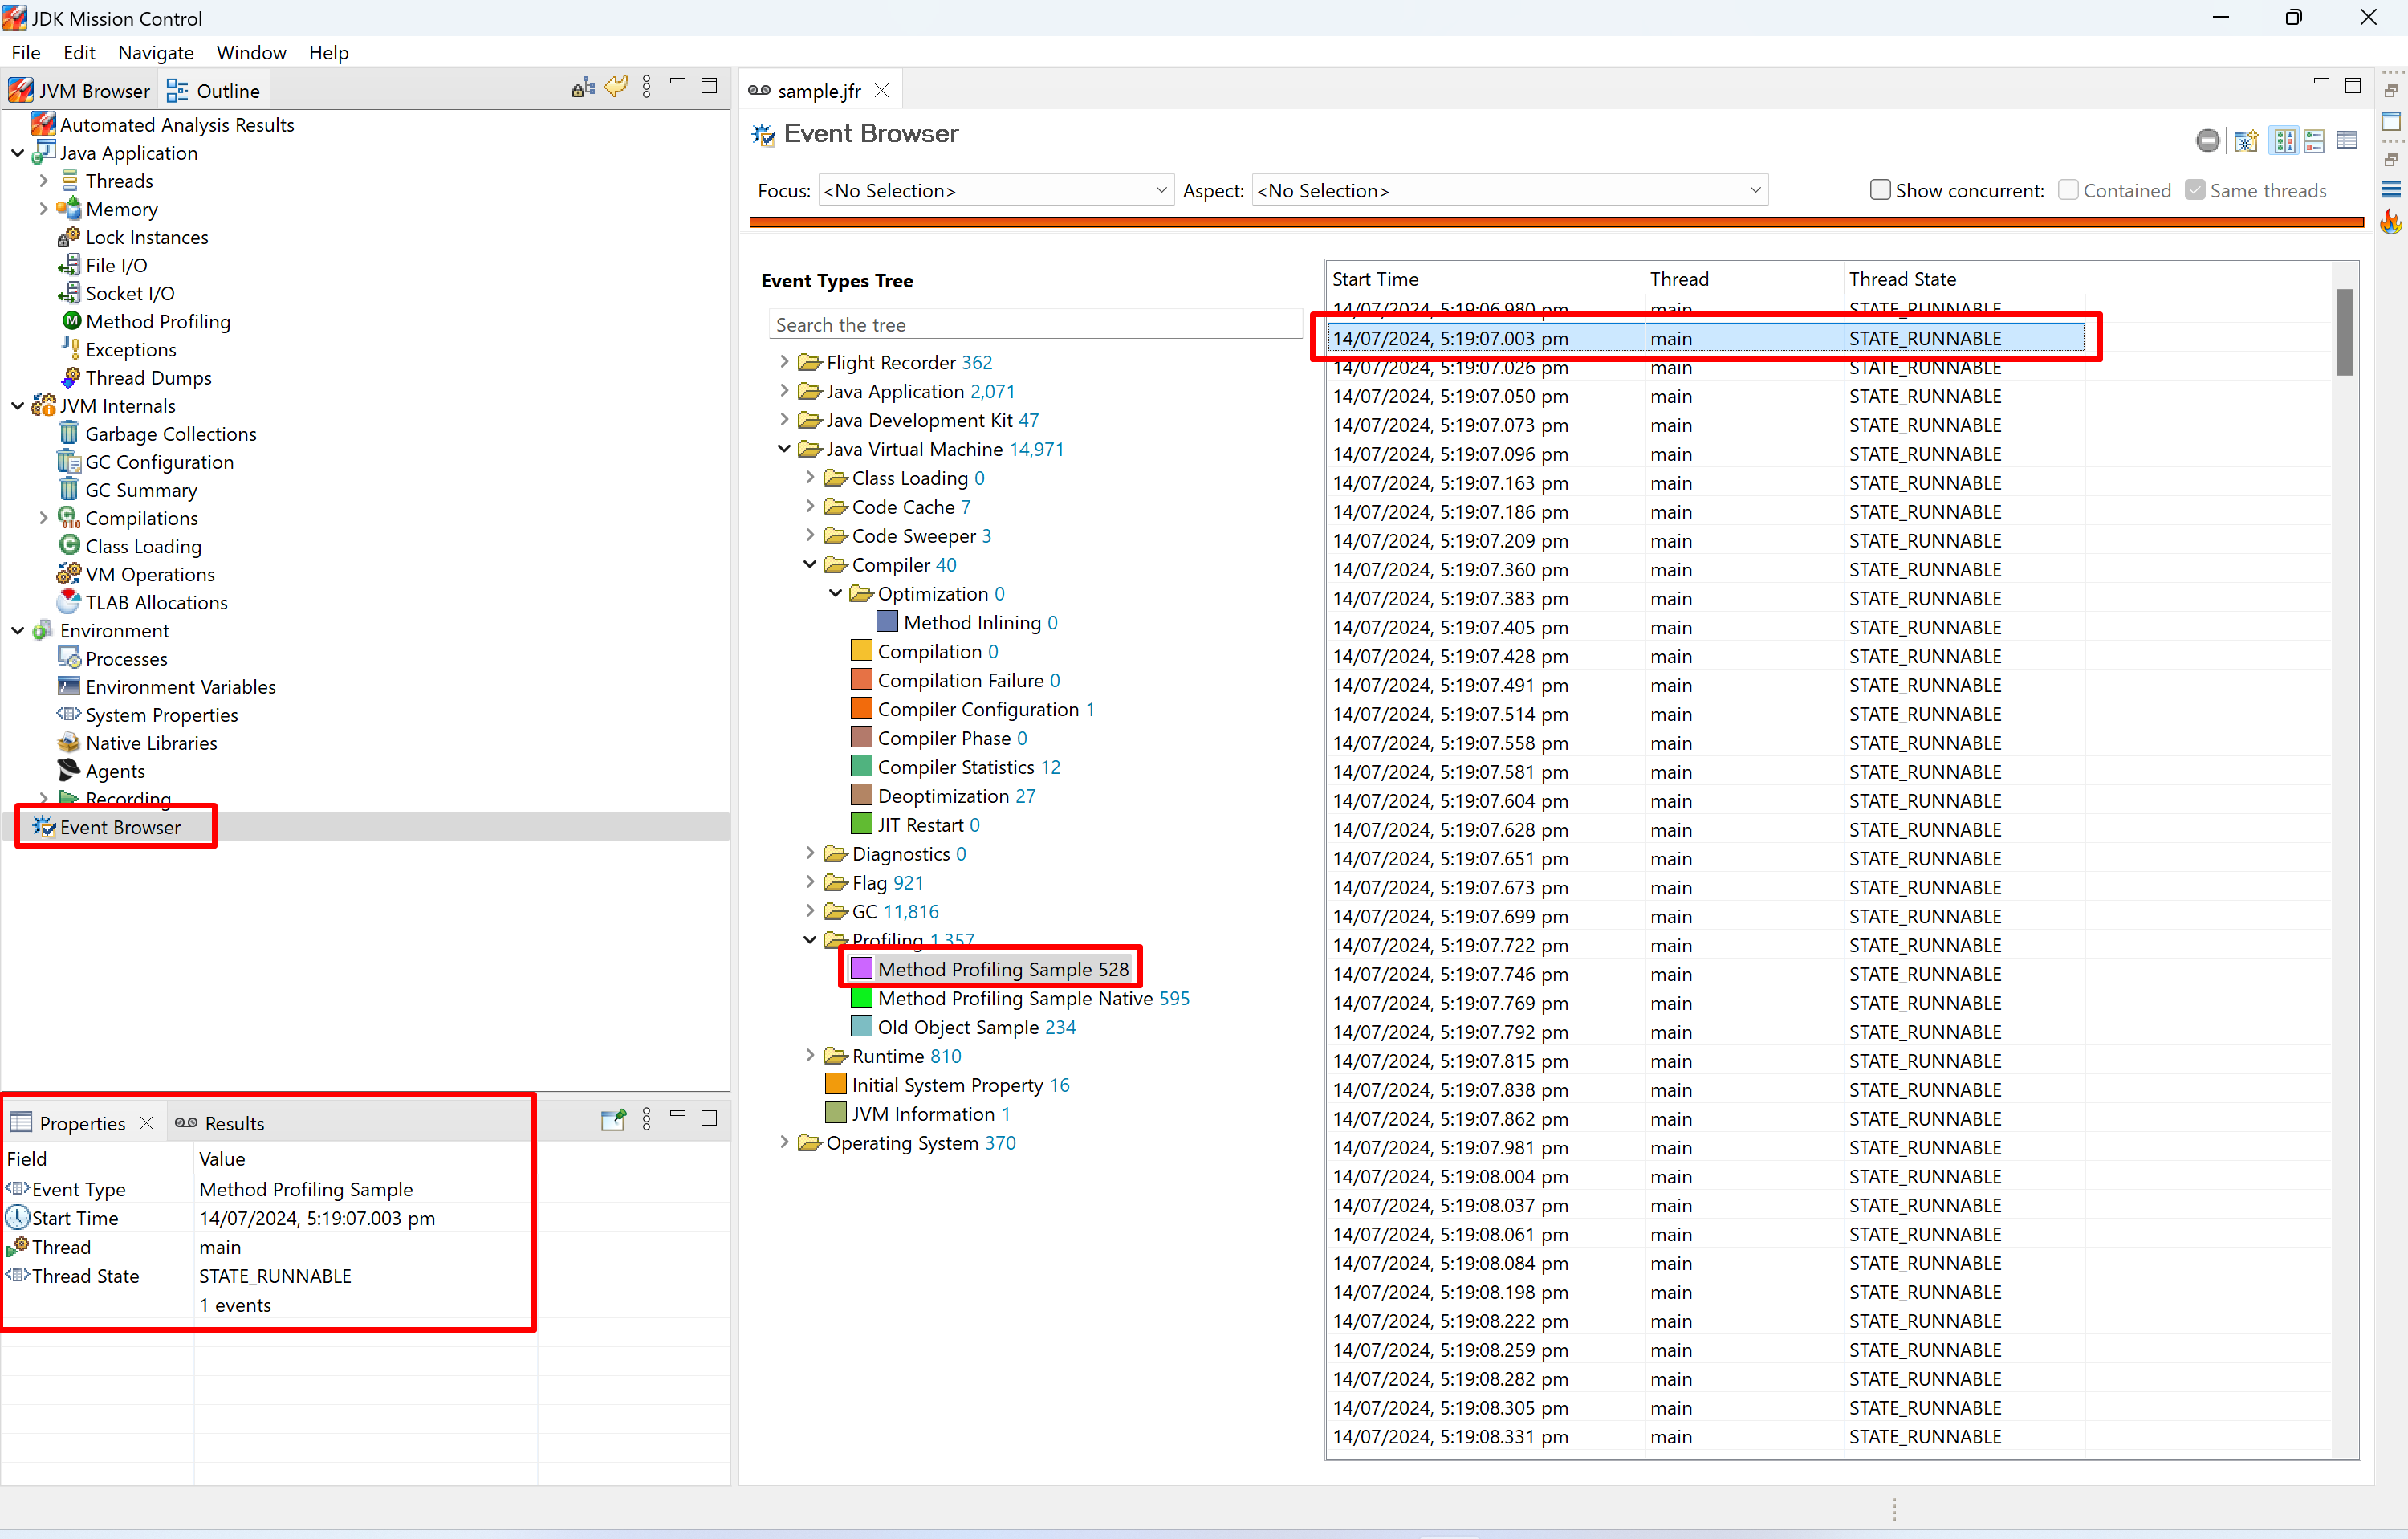 JDK Mission Control
File Edit Navigate Window Help
JVM Browser Outline
Automated Analysis Results
Java Application
Threads
Memory
Lock Instances
File I/O
Socket I/O
Method Profiling
Exceptions
Thread Dumps
JVM Internals
Garbage Collections
GC Configuration
GC Summary
Compilations
Class Loading
VM Operations
TLAB Allocations
Environment
Processes
Environment Variables
System Properties
Native Libraries
Agents
Recording
Event Browser
Properties Results
Field Value
Event Type Method Profiling Sample
Start Time 14/07/2024, 5:19:07.003 pm
Thread main
Thread State STATE_RUNNABLE
1 events
sample.jfr
Event Browser
Focus: <No Selection> Aspect: <No Selection> Show concurrent: Contained Same threads
Event Types Tree
Search the tree
Flight Recorder 362
Java Application 2,071
Java Development Kit 47
Java Virtual Machine 14,971
Class Loading 0
Code Cache 7
Code Sweeper 3
Compiler 40
Optimization 0
Method Inlining 0
Compilation 0
Compilation Failure 0
Compiler Configuration 1
Compiler Phase 0
Compiler Statistics 12
Deoptimization 27
JIT Restart 0
Diagnostics 0
Flag 921
GC 11,816
Profiling 1,357
Method Profiling Sample 528
Method Profiling Sample Native 595
Old Object Sample 234
Runtime 810
Initial System Property 16
JVM Information 1
Operating System 370
Start Time Thread Thread State
14/07/2024, 5:19:06.980 pm main STATE_RUNNABLE
14/07/2024, 5:19:07.003 pm main STATE_RUNNABLE
14/07/2024, 5:19:07.026 pm main STATE_RUNNABLE
14/07/2024, 5:19:07.050 pm main STATE_RUNNABLE
14/07/2024, 5:19:07.073 pm main STATE_RUNNABLE
14/07/2024, 5:19:07.096 pm main STATE_RUNNABLE
14/07/2024, 5:19:07.163 pm main STATE_RUNNABLE
14/07/2024, 5:19:07.186 pm main STATE_RUNNABLE
14/07/2024, 5:19:07.209 pm main STATE_RUNNABLE
14/07/2024, 5:19:07.360 pm main STATE_RUNNABLE
14/07/2024, 5:19:07.383 pm main STATE_RUNNABLE
14/07/2024, 5:19:07.405 pm main STATE_RUNNABLE
14/07/2024, 5:19:07.428 pm main STATE_RUNNABLE
14/07/2024, 5:19:07.491 pm main STATE_RUNNABLE
14/07/2024, 5:19:07.514 pm main STATE_RUNNABLE
14/07/2024, 5:19:07.558 pm main STATE_RUNNABLE
14/07/2024, 5:19:07.581 pm main STATE_RUNNABLE
14/07/2024, 5:19:07.604 pm main STATE_RUNNABLE
14/07/2024, 5:19:07.628 pm main STATE_RUNNABLE
14/07/2024, 5:19:07.651 pm main STATE_RUNNABLE
14/07/2024, 5:19:07.673 pm main STATE_RUNNABLE
14/07/2024, 5:19:07.699 pm main STATE_RUNNABLE
14/07/2024, 5:19:07.722 pm main STATE_RUNNABLE
14/07/2024, 5:19:07.746 pm main STATE_RUNNABLE
14/07/2024, 5:19:07.769 pm main STATE_RUNNABLE
14/07/2024, 5:19:07.792 pm main STATE_RUNNABLE
14/07/2024, 5:19:07.815 pm main STATE_RUNNABLE
14/07/2024, 5:19:07.838 pm main STATE_RUNNABLE
14/07/2024, 5:19:07.862 pm main STATE_RUNNABLE
14/07/2024, 5:19:07.981 pm main STATE_RUNNABLE
14/07/2024, 5:19:08.004 pm main STATE_RUNNABLE
14/07/2024, 5:19:08.037 pm main STATE_RUNNABLE
14/07/2024, 5:19:08.061 pm main STATE_RUNNABLE
14/07/2024, 5:19:08.084 pm main STATE_RUNNABLE
14/07/2024, 5:19:08.198 pm main STATE_RUNNABLE
14/07/2024, 5:19:08.222 pm main STATE_RUNNABLE
14/07/2024, 5:19:08.259 pm main STATE_RUNNABLE
14/07/2024, 5:19:08.282 pm main STATE_RUNNABLE
14/07/2024, 5:19:08.305 pm main STATE_RUNNABLE
14/07/2024, 5:19:08.331 pm main STATE_RUNNABLE